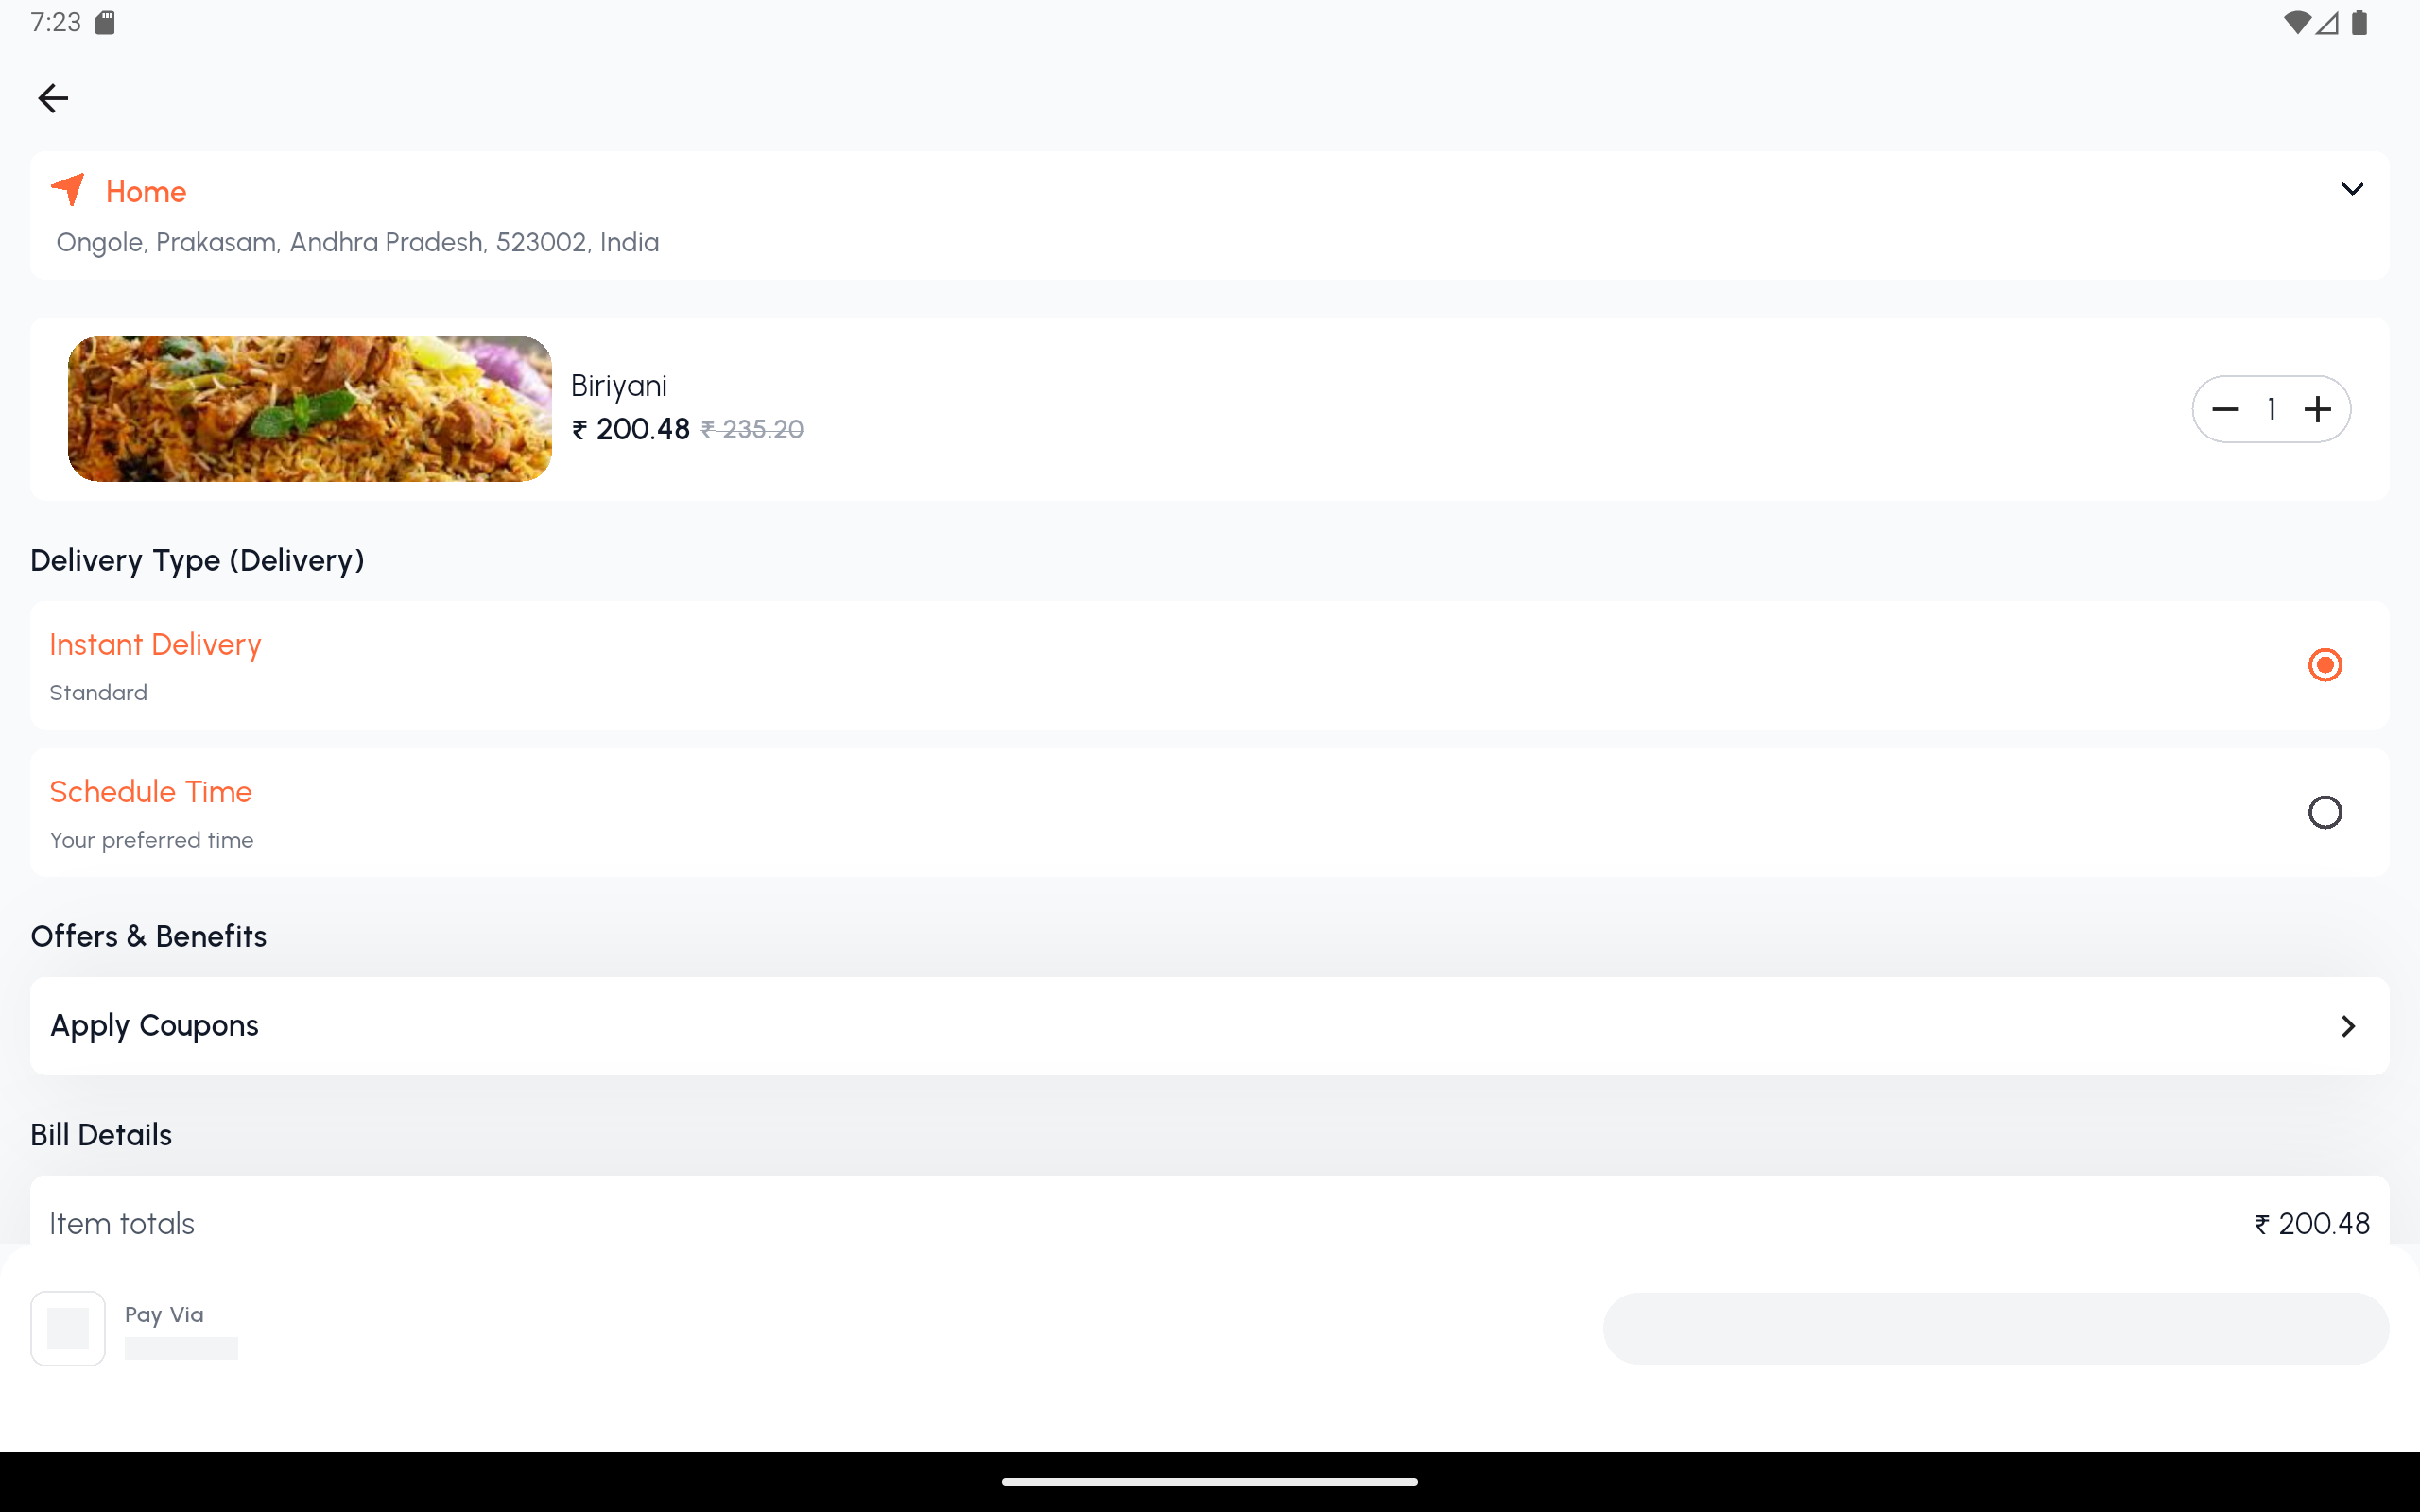 7:23
Home
Ongole, Prakasam, Andhra Pradesh, 523002, India
Biriyani
₹ 200.48 ₹ 235.20
1
Delivery Type (Delivery)
Instant Delivery
Standard
Schedule Time
Your preferred time
Offers & Benefits
Apply Coupons
Bill Details
Item totals ₹ 200.48
Pay Via